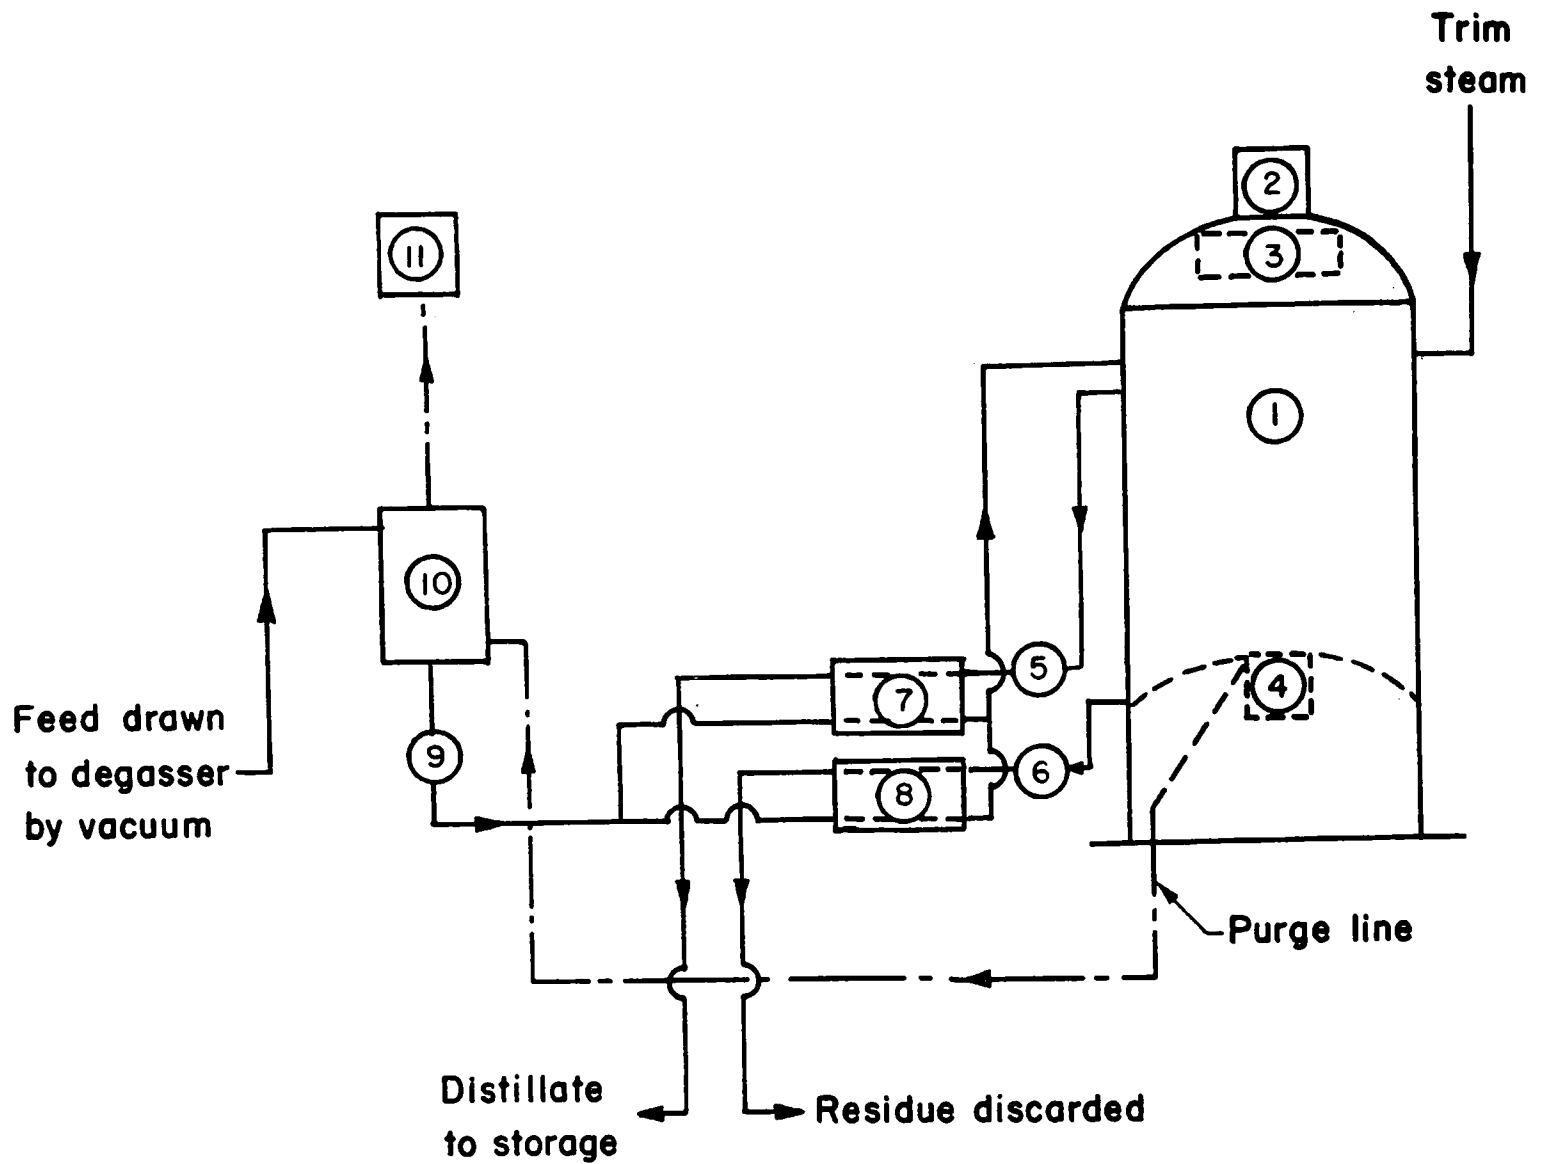 Trim
steam
2
3
11
1
10
5
4
7
Feed drawn
to degasser
by vacuum
9
6
8
Purge line
Distillate
to storage
Residue discarded